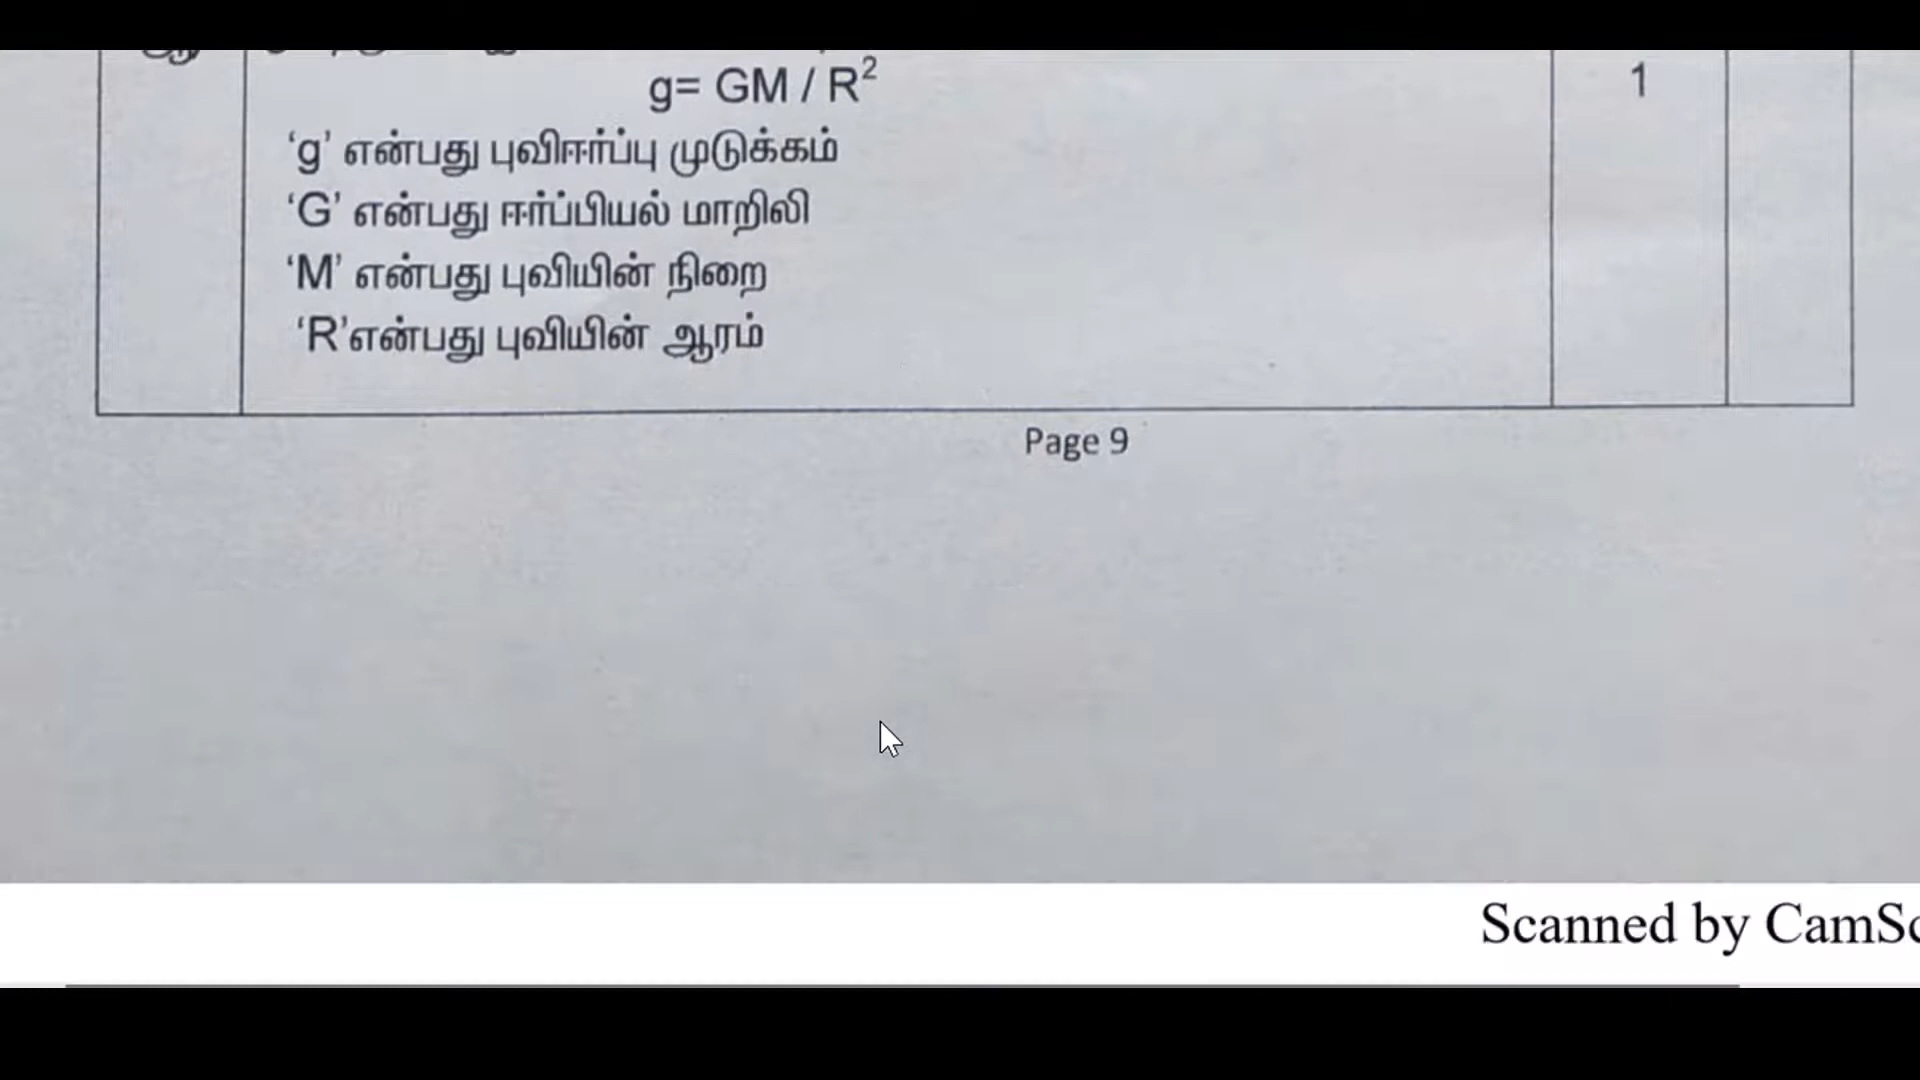 g= GM / R²
1
‘g’ என்பது புவிஈர்ப்பு முடுக்கம்
‘G’ என்பது ஈர்ப்பியல் மாறிலி
‘M’ என்பது புவியின் நிறை
‘R’என்பது புவியின் ஆரம்
Page 9
Scanned by